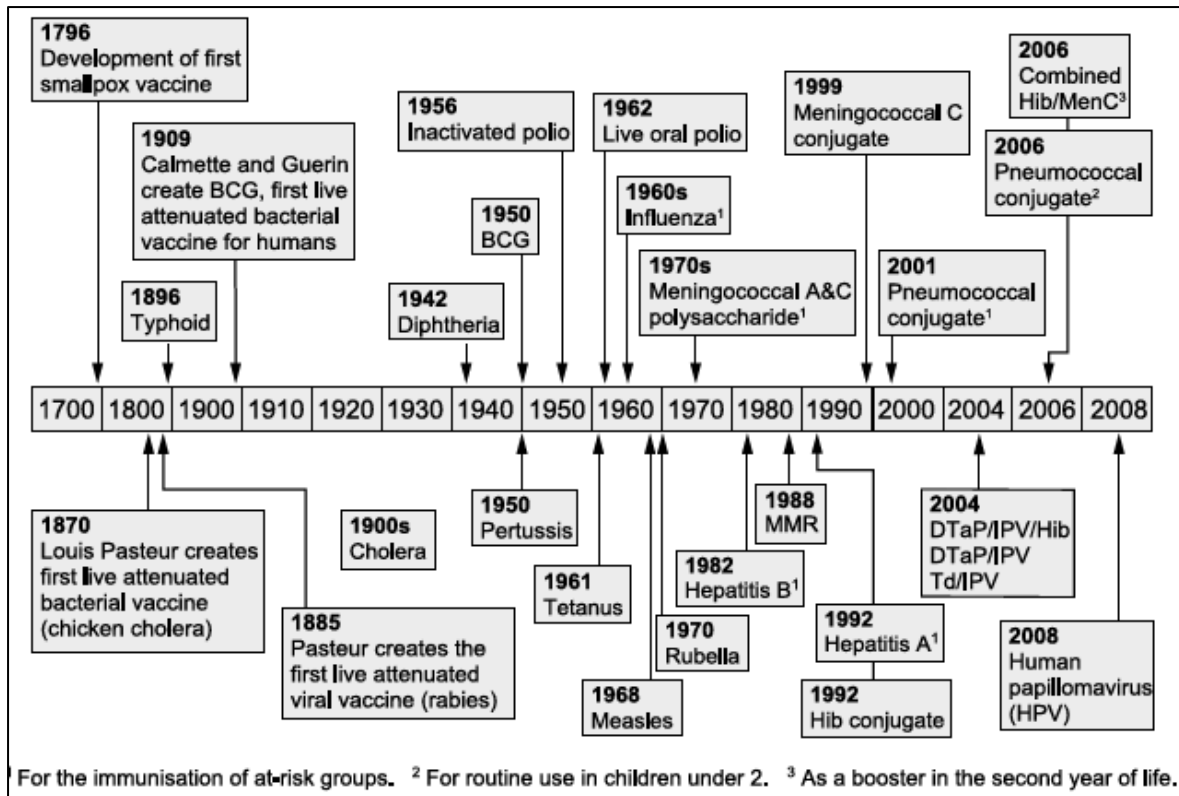 1796
Development of first
smallpox vaccine
1909
Calmette and Guerin
create BCG, first live
attenuated bacterial
vaccine for humans
1896
Typhoid
1942
Diphtheria
1956
Inactivated polio
1950
BCG
1962
Live oral polio
1960s
Influenza¹
1970s
Meningococcal A&C
polysaccharide¹
1999
Meningococcal C
conjugate
2001
Pneumococcal
conjugate¹
2006
Combined
Hib/MenC³
2006
Pneumococcal
conjugate²
1700 1800 1900 1910 1920 1930 1940 1950 1960 1970 1980 1990 2000 2004 2006 2008
1870
Louis Pasteur creates
first live attenuated
bacterial vaccine
(chicken cholera)
1885
Pasteur creates the
first live attenuated
viral vaccine (rabies)
1900s
Cholera
1950
Pertussis
1961
Tetanus
1968
Measles
1970
Rubella
1982
Hepatitis B¹
1988
MMR
1992
Hepatitis A¹
1992
Hib conjugate
2004
DTaP/IPV/Hib
DTaP/IPV
Td/IPV
2008
Human
papillomavirus
(HPV)
¹ For the immunisation of at-risk groups. ² For routine use in children under 2. ³ As a booster in the second year of life.